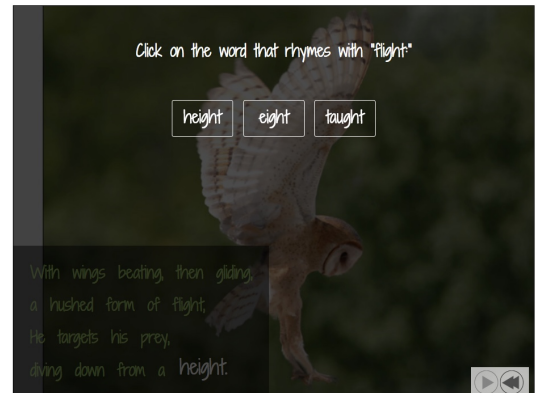 Click on the word that rhymes with "flight:"
height
eight
taught
With wings beating, then gliding,
a hushed form of flight,
He targets his prey,
diving down from a height.